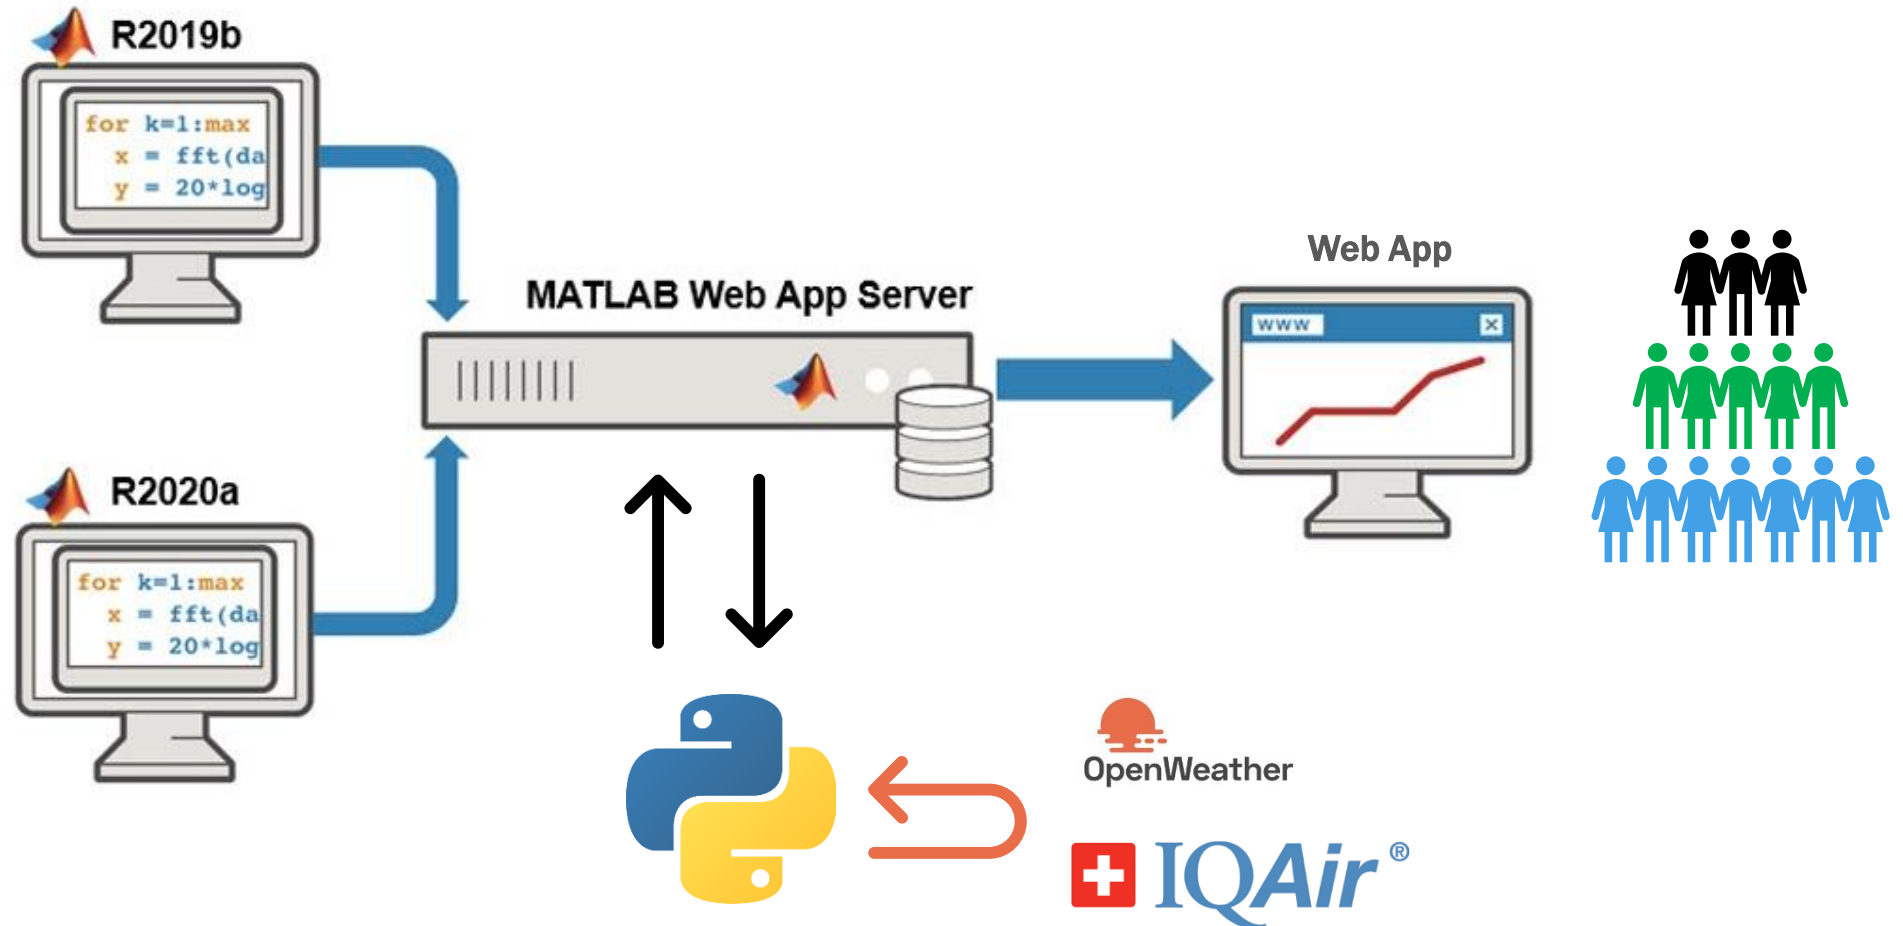 R2019b
for k=1:max
x = fft(da
y = 20*log
MATLAB Web App Server
Web App
www
R2020a
for k=1:max
x = fft(da
y = 20*log
OpenWeather
IQAir®